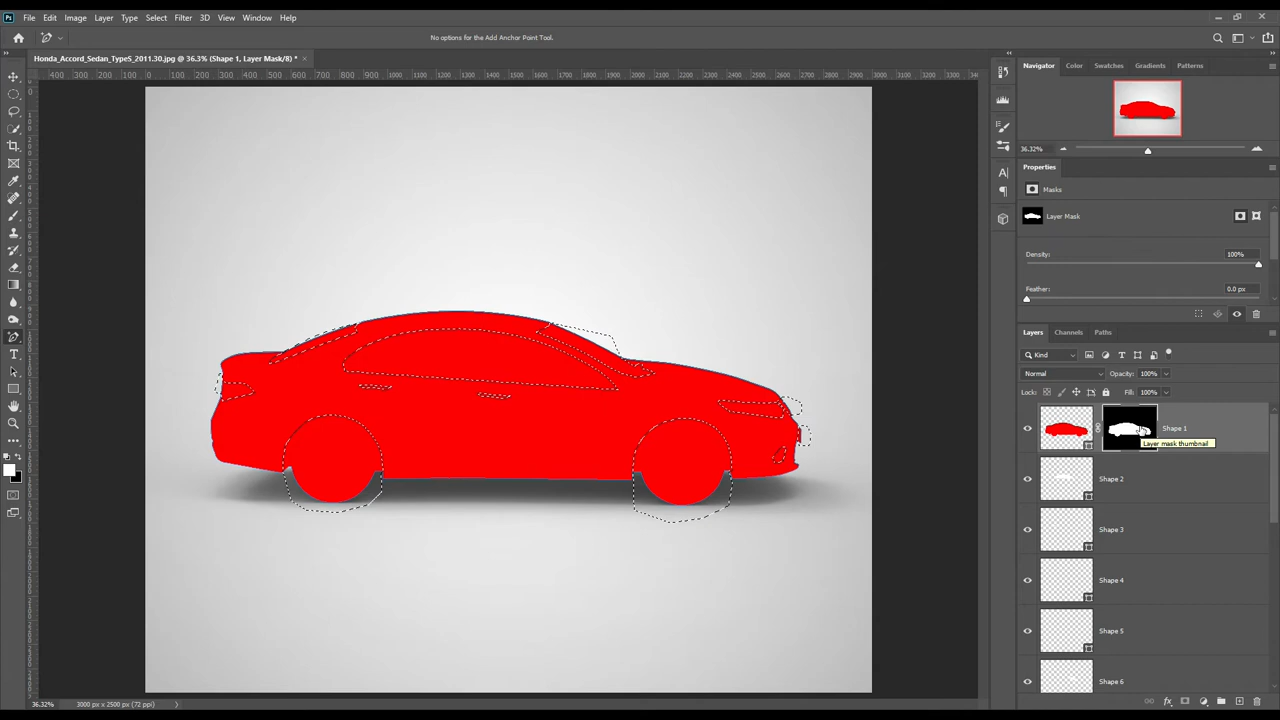 Ps File Edit Image Layer Type Select Filter 3D View Window Help
No options for the Add Anchor Point Tool.
Honda_Accord_Sedan_TypeS_2011.30.jpg @ 36.3% (Shape 1, Layer Mask/8) *
Navigator Color Swatches Gradients Patterns
36.32%
Properties
Masks
Layer Mask
Density: 100%
Feather: 0.0 px
Layers Channels Paths
Kind
Normal Opacity: 100%
Lock: Fill: 100%
Shape 1
Layer mask thumbnail
Shape 2
Shape 3
Shape 4
Shape 5
Shape 6
36.32% 3000 px x 2500 px (72 ppi)